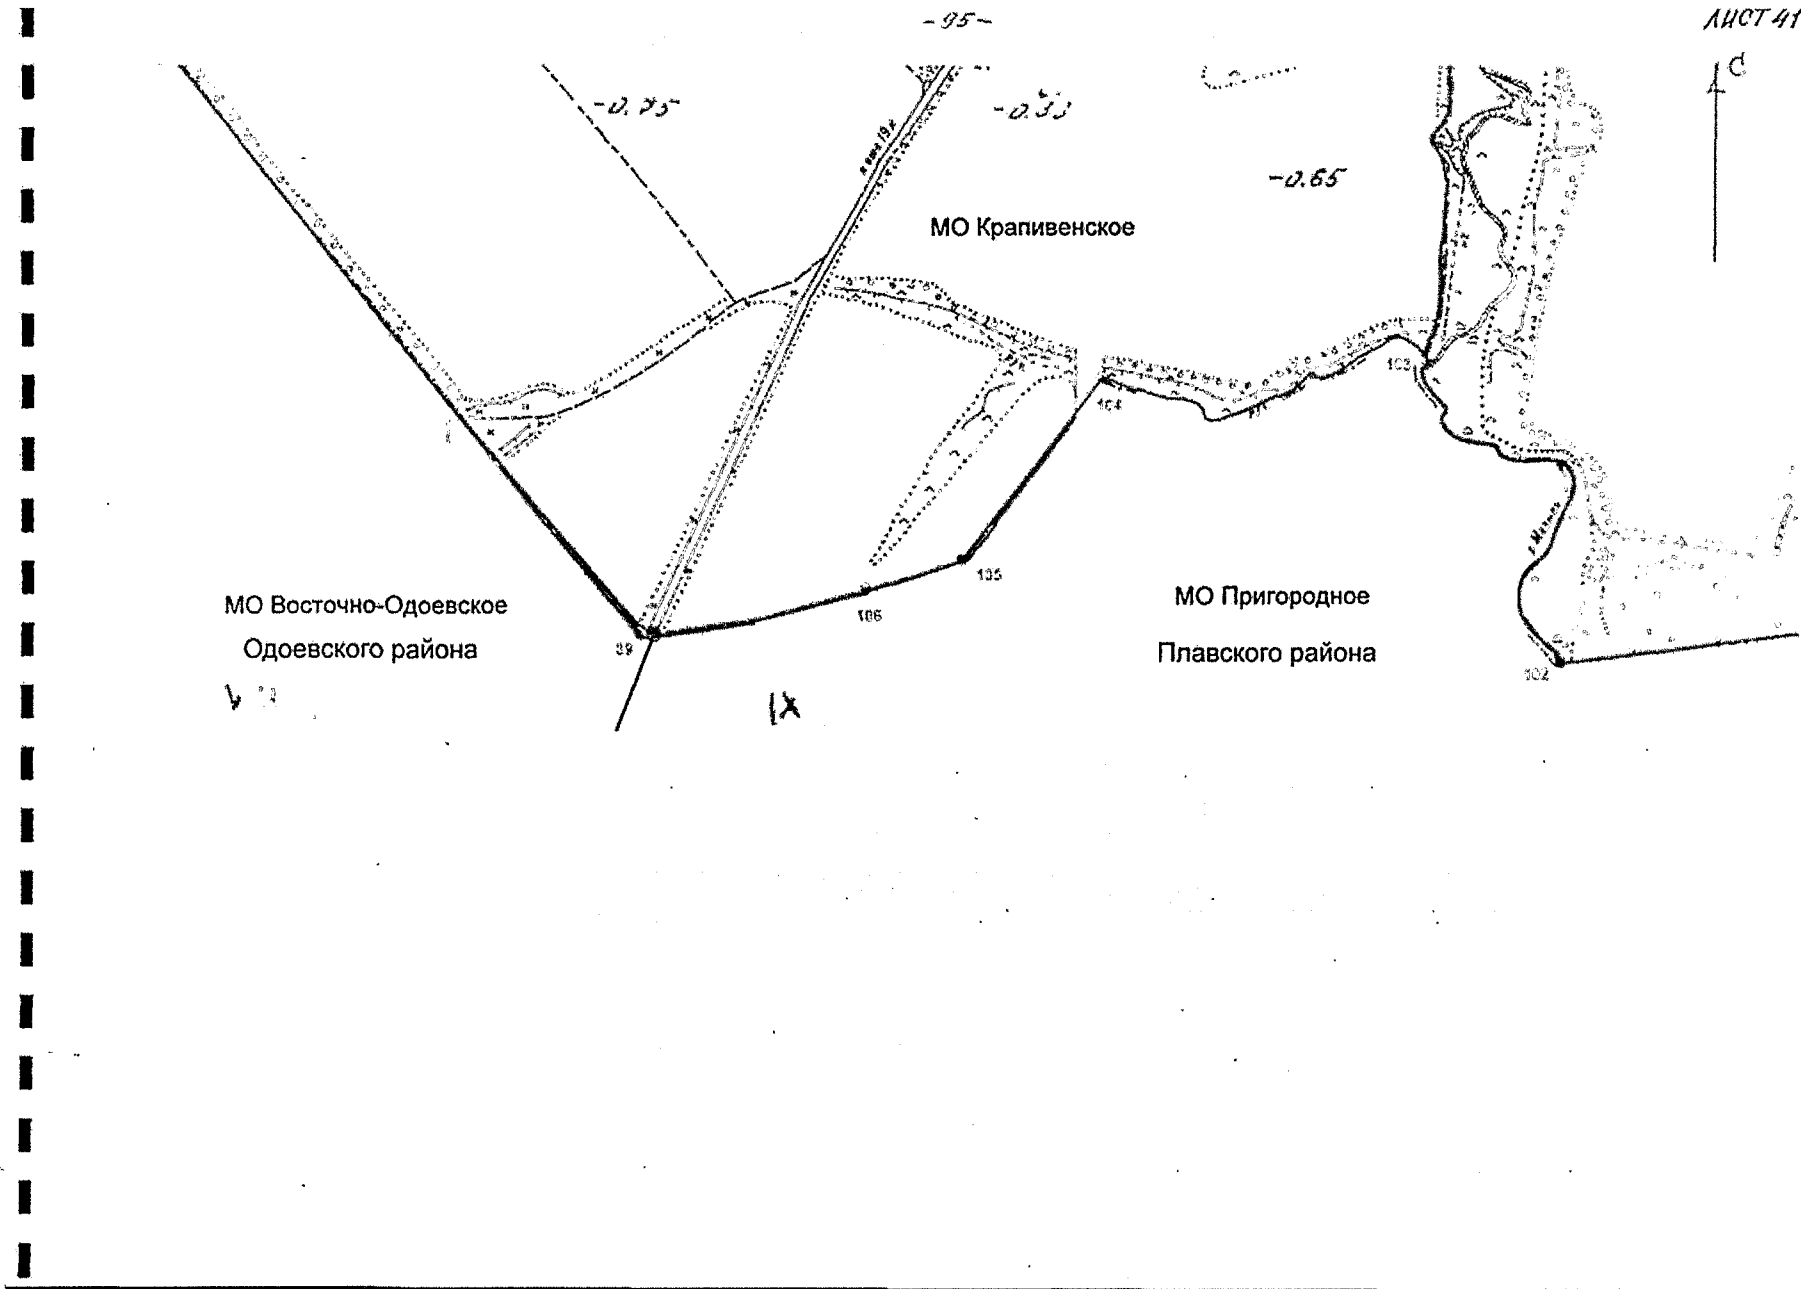 -95-
ЛИСТ 41
С
-0.75
-0.33
-0.65
МО Крапивенское
103
104
105
106
39
102
МО Восточно-Одоевское
Одоевского района
МО Пригородное
Плавского района
IX